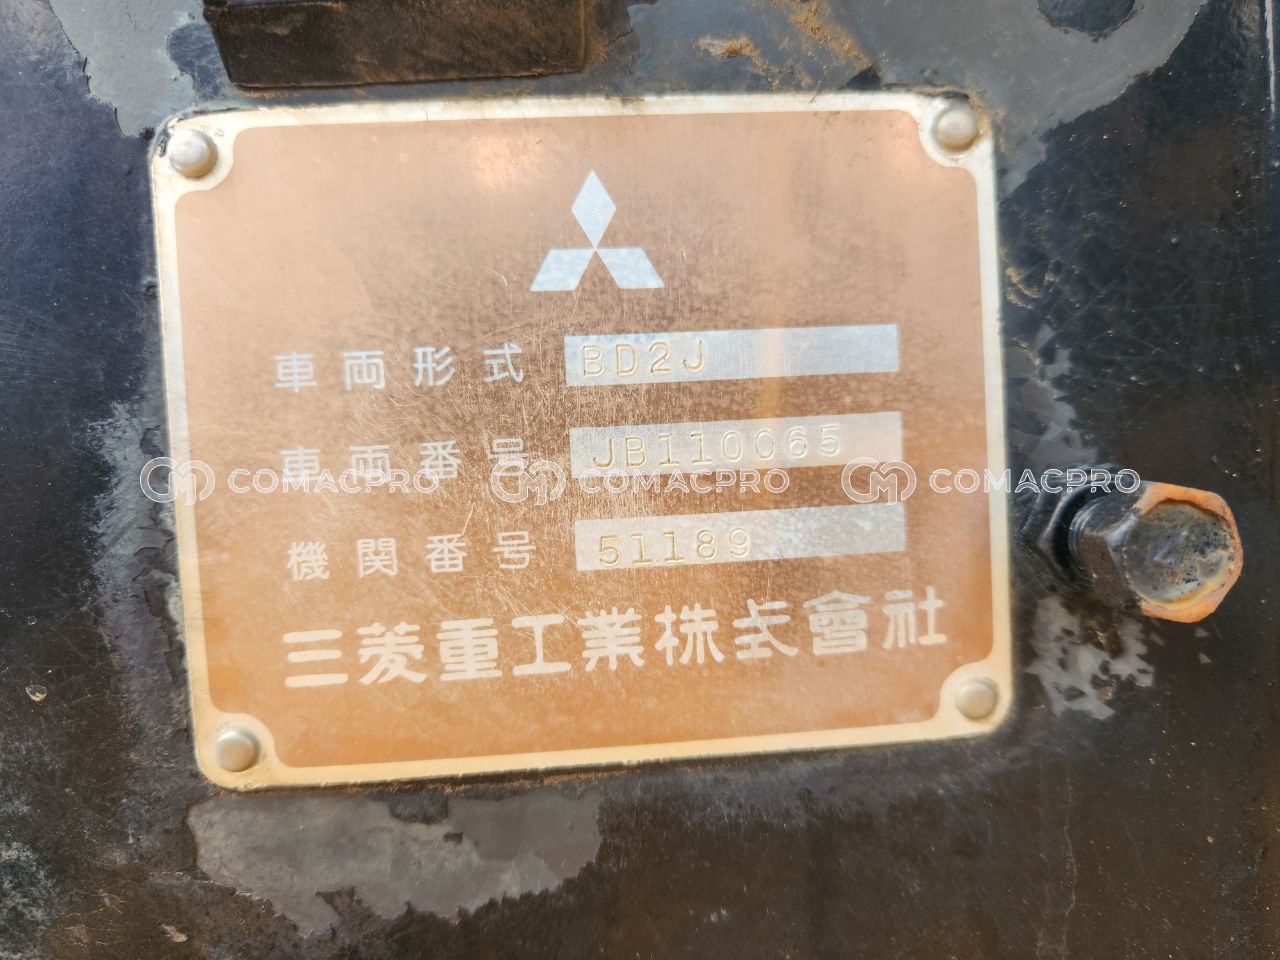 車両形式 BD2J
車両番号 JB110065
COMACPRO COMACPRO COMACPRO
機関番号 51189
三菱重工業株式會社